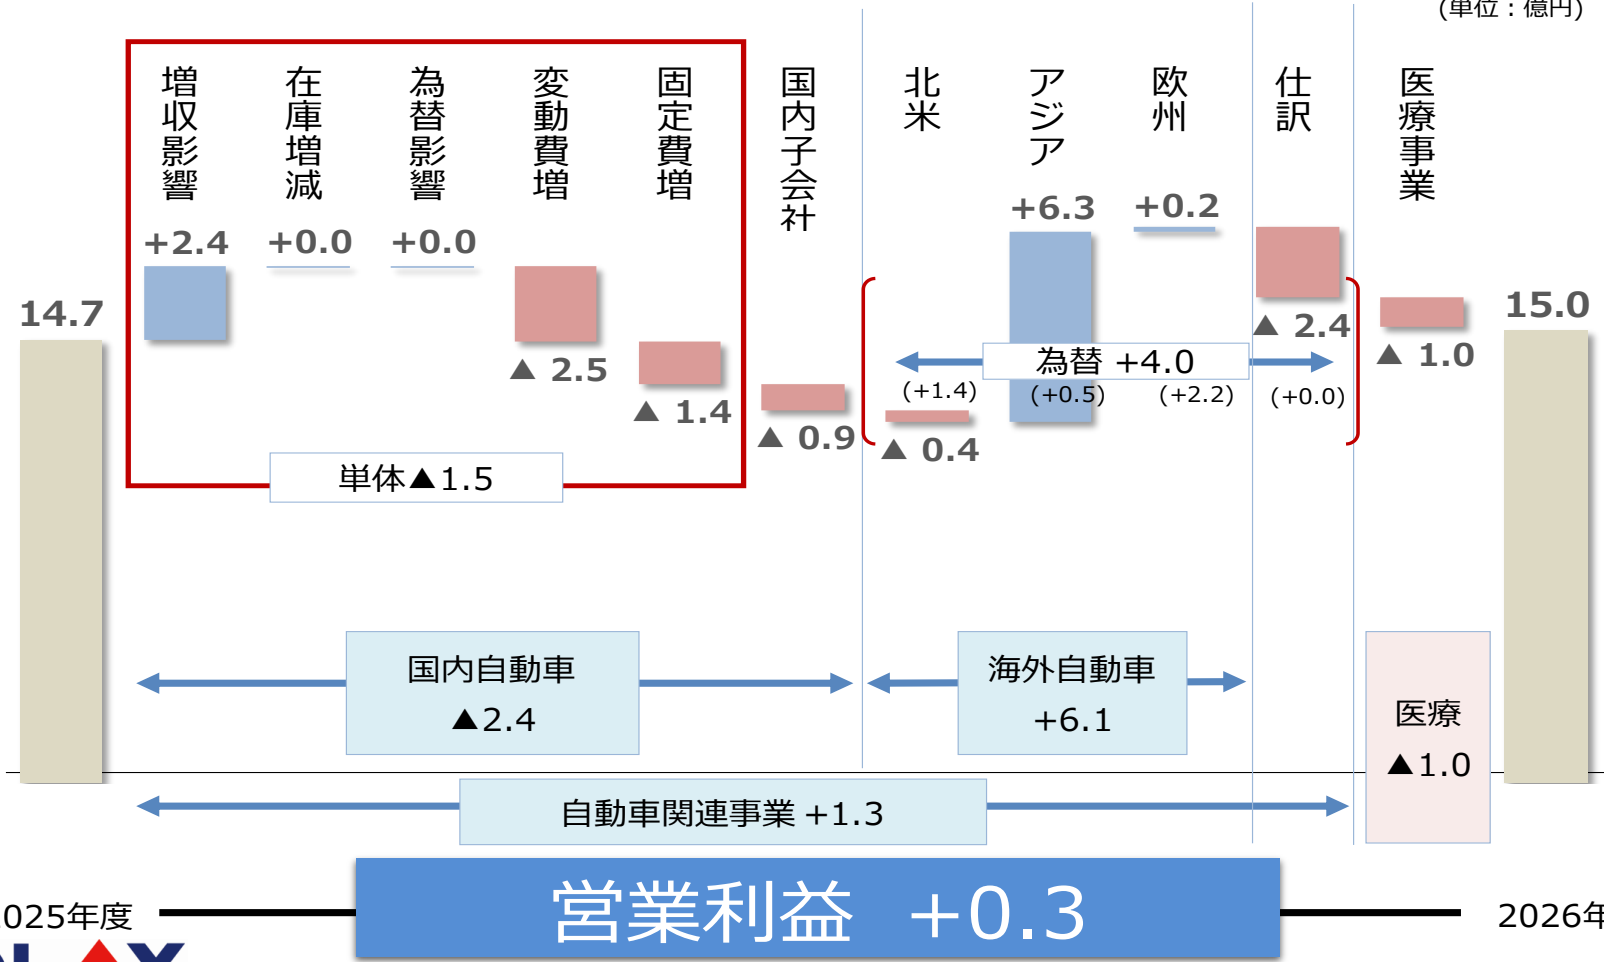 (単位：億円)
増収影響
在庫増減
為替影響
変動費増
固定費増
国内子会社
北米
アジア
欧州
仕訳
医療事業
14.7
+2.4
+0.0
+0.0
▲ 2.5
▲ 1.4
▲ 0.9
▲ 0.4
+6.3
+0.2
▲ 2.4
▲ 1.0
15.0
為替 +4.0
(+1.4)
(+0.5)
(+2.2)
(+0.0)
単体▲1.5
国内自動車
▲2.4
海外自動車
+6.1
医療
▲1.0
自動車関連事業 +1.3
営業利益 +0.3
025年度
2026年